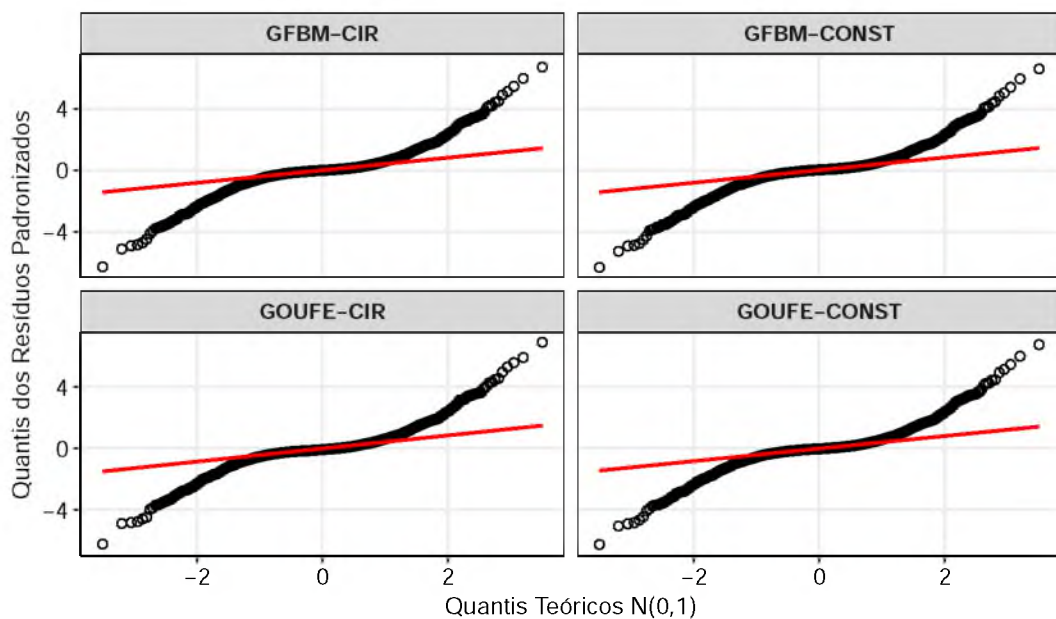 GFBM−CIR
GFBM−CONST
4
0
−4
GOUFE−CIR
GOUFE−CONST
4
0
−4
−2
0
2
−2
0
2
Quantis Teóricos N(0,1)
Quantis dos Resíduos Padronizados